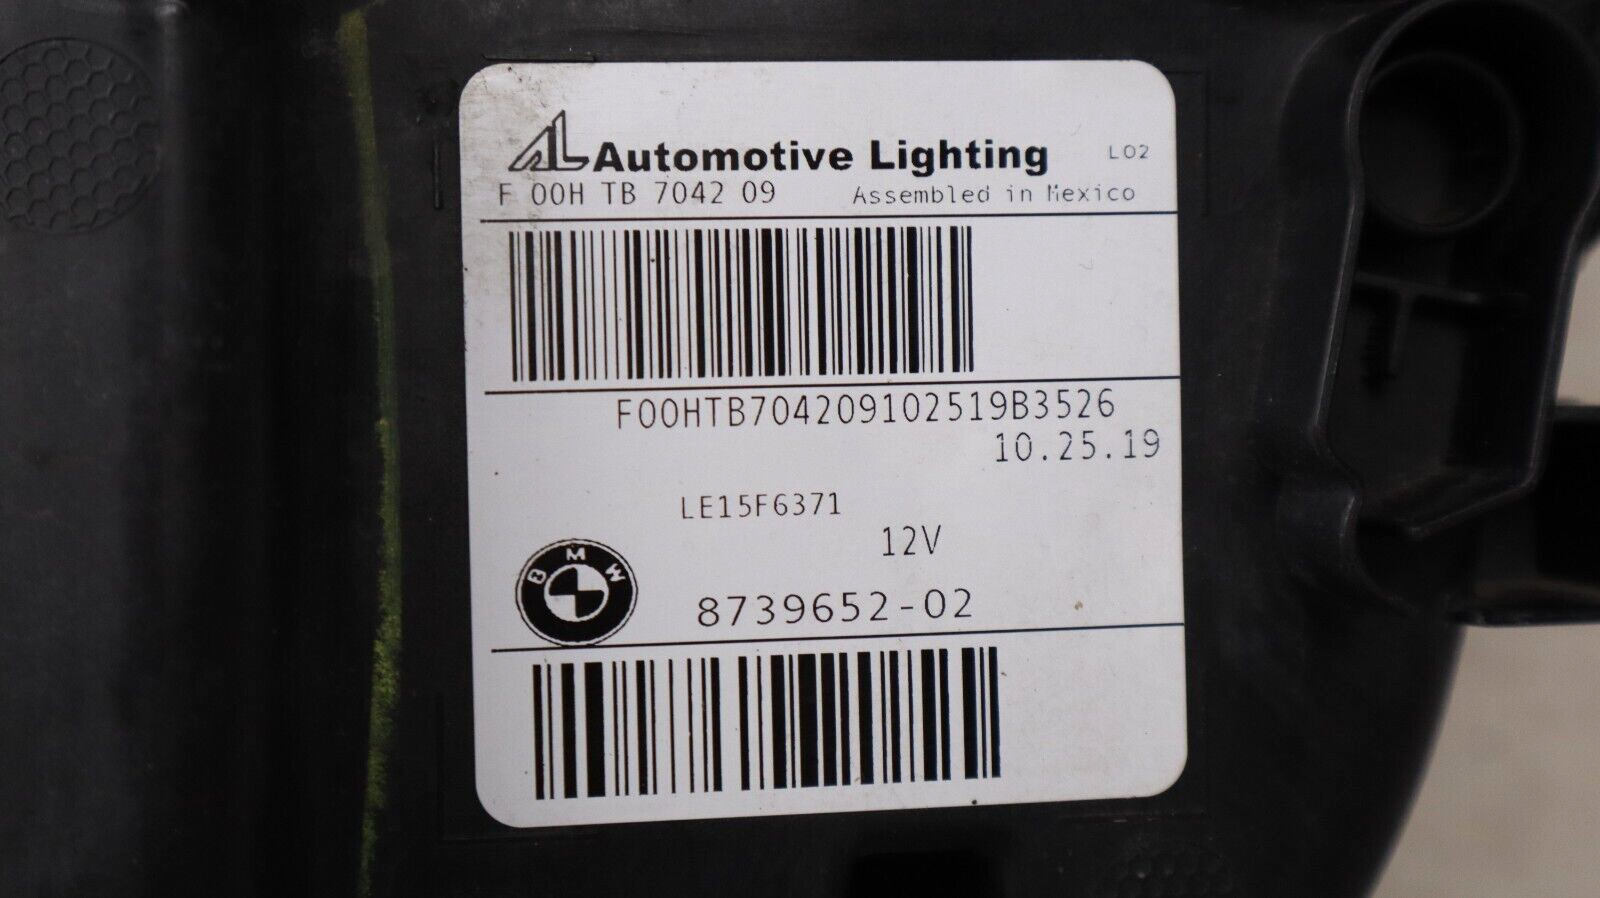 AL Automotive Lighting L02
F 00H TB 7042 09 Assembled in Mexico
F00HTB704209102519B3526
10.25.19
LE15F6371
12V
BMW
8739652-02